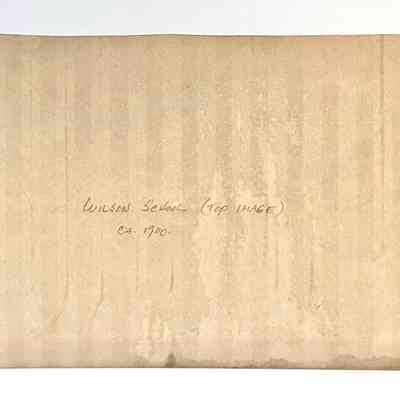 WILSON SCHOOL (TOP IMAGE)
CA. 1900.